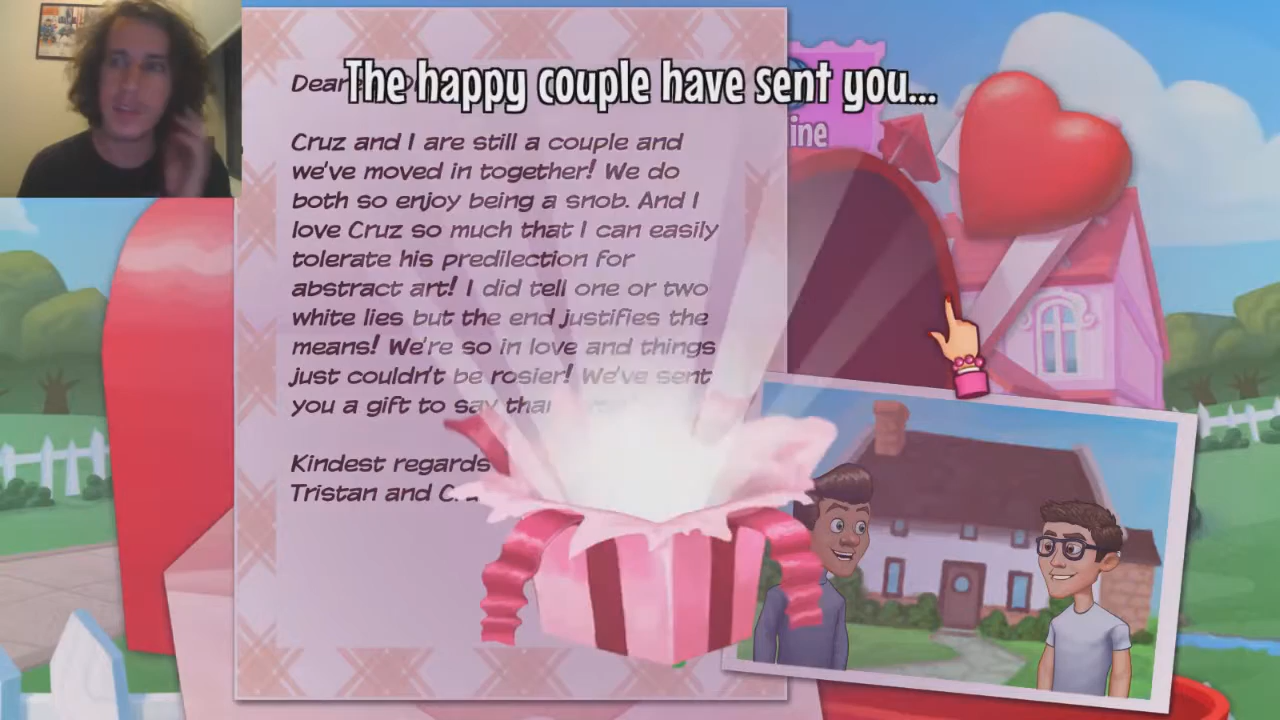 The happy couple have sent you...
Dear
ine
Cruz and I are still a couple and
we've moved in together! We do
both so enjoy being a snob. And I
love Cruz so much that I can easily
tolerate his predilection for
abstract art! I did tell one or two
white lies but the end justifies the
means! We're so in love and things
just couldn't be rosier! We've sent
you a gift to say
Kindest regards
Tristan and